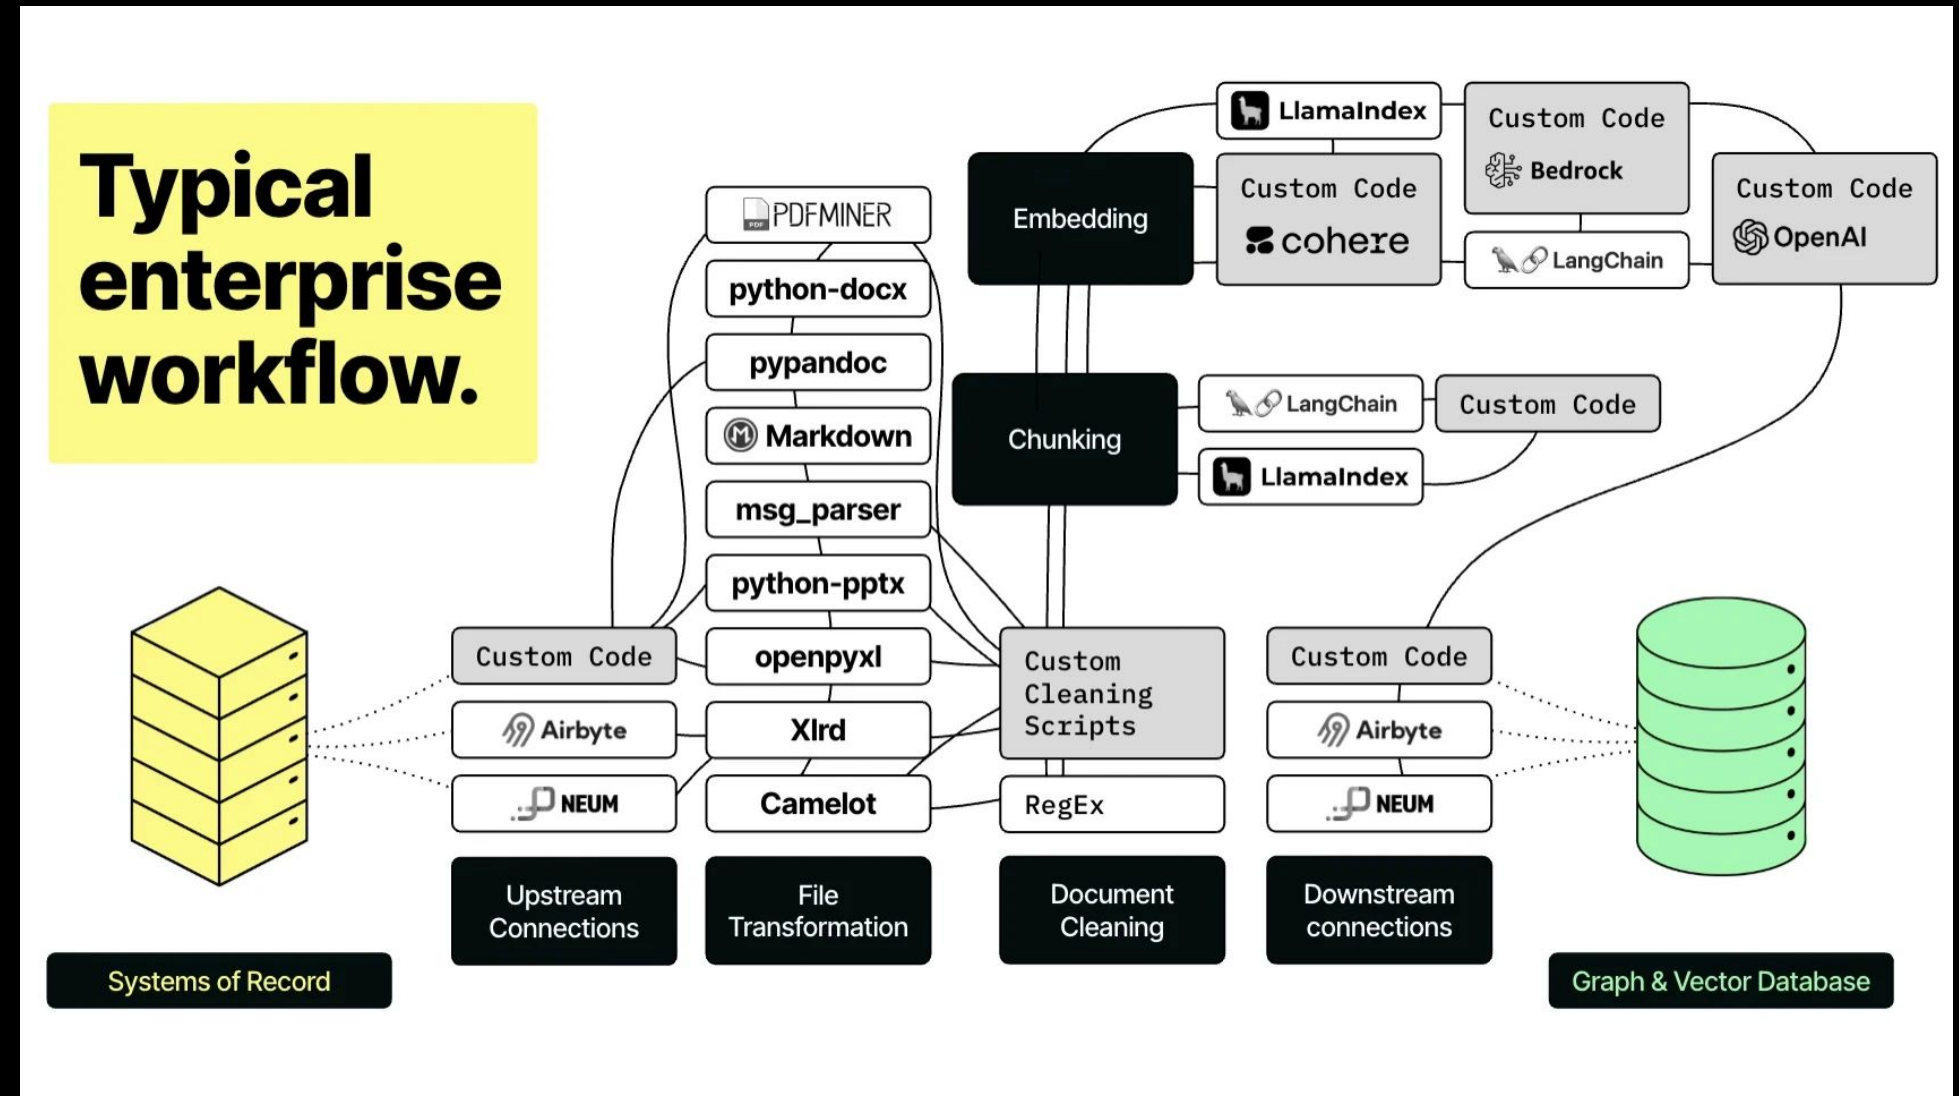 Typical
enterprise
workflow.
Systems of Record
Custom Code
Airbyte
NEUM
Upstream
Connections
PDF
PDFMINER
python-docx
pypandoc
Markdown
msg_parser
python-pptx
openpyxl
Xlrd
Camelot
File
Transformation
Custom
Cleaning
Scripts
RegEx
Document
Cleaning
Chunking
LangChain
Custom Code
LlamaIndex
Embedding
LlamaIndex
Custom Code
cohere
Custom Code
Bedrock
LangChain
Custom Code
OpenAI
Custom Code
Airbyte
NEUM
Downstream
connections
Graph & Vector Database